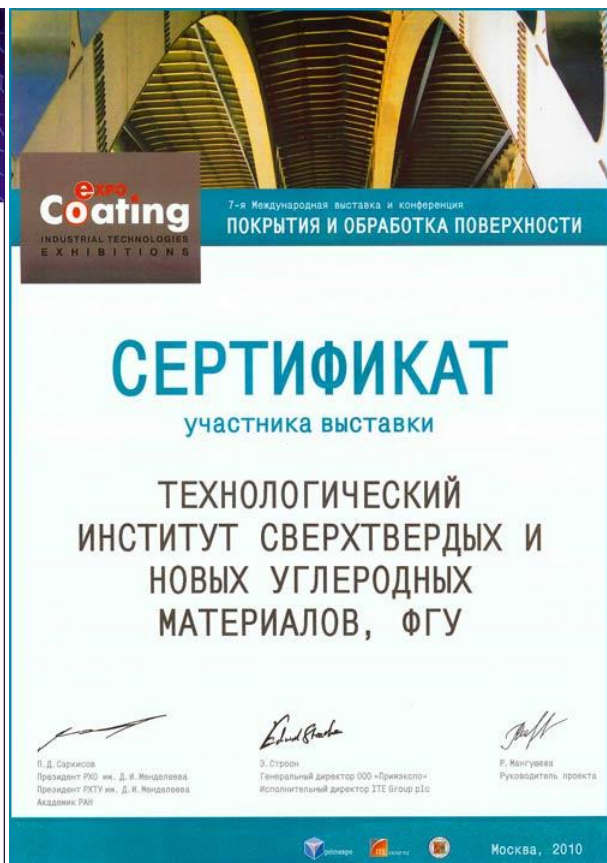 eXPO
Coating
INDUSTRIAL TECHNOLOGIES
EXHIBITIONS
7-я Международная выставка и конференция
ПОКРЫТИЯ И ОБРАБОТКА ПОВЕРХНОСТИ
СЕРТИФИКАТ
участника выставки
ТЕХНОЛОГИЧЕСКИЙ
ИНСТИТУТ СВЕРХТВЕРДЫХ И
НОВЫХ УГЛЕРОДНЫХ
МАТЕРИАЛОВ, ФГУ
П.Д. Саркисов
Президент РХО им. Д.И.Менделеева
Президент РХТУ им. Д.И.Менделеева
Академик РАН
Э. Строон
Генеральный директор ООО «Примэкспо»
Исполнительный директор ITE Group plc
Р. Мангушева
Руководитель проекта
primexpo
Москва, 2010